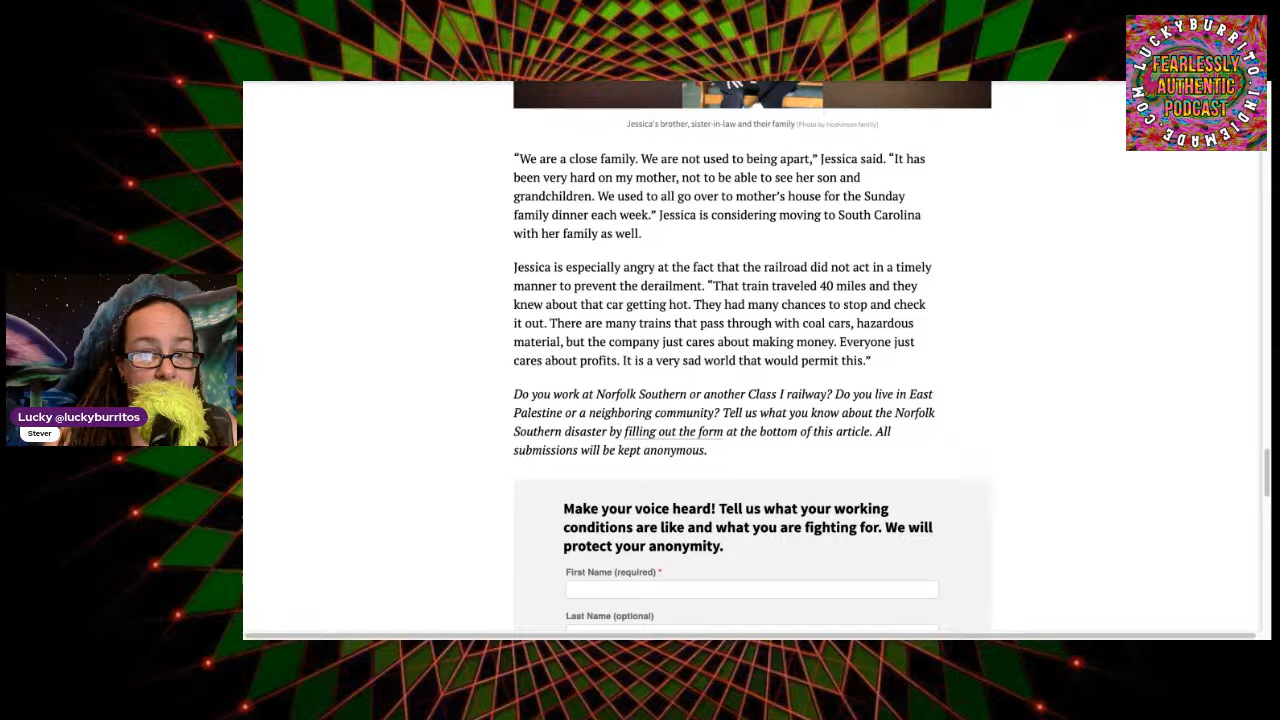 LUCKYBURRITO.INDIEMADE.COM
FEARLESSLY
AUTHENTIC
PODCAST
Jessica's brother, sister-in-law and their family [Photo by Huskinson family]
“We are a close family. We are not used to being apart,” Jessica said. “It has
been very hard on my mother, not to be able to see her son and
grandchildren. We used to all go over to mother’s house for the Sunday
family dinner each week.” Jessica is considering moving to South Carolina
with her family as well.
Jessica is especially angry at the fact that the railroad did not act in a timely
manner to prevent the derailment. “That train traveled 40 miles and they
knew about that car getting hot. They had many chances to stop and check
it out. There are many trains that pass through with coal cars, hazardous
material, but the company just cares about making money. Everyone just
cares about profits. It is a very sad world that would permit this.”
Do you work at Norfolk Southern or another Class I railway? Do you live in East
Palestine or a neighboring community? Tell us what you know about the Norfolk
Southern disaster by filling out the form at the bottom of this article. All
submissions will be kept anonymous.
Make your voice heard! Tell us what your working
conditions are like and what you are fighting for. We will
protect your anonymity.
First Name (required) *
Last Name (optional)
Lucky @luckyburritos
Stever